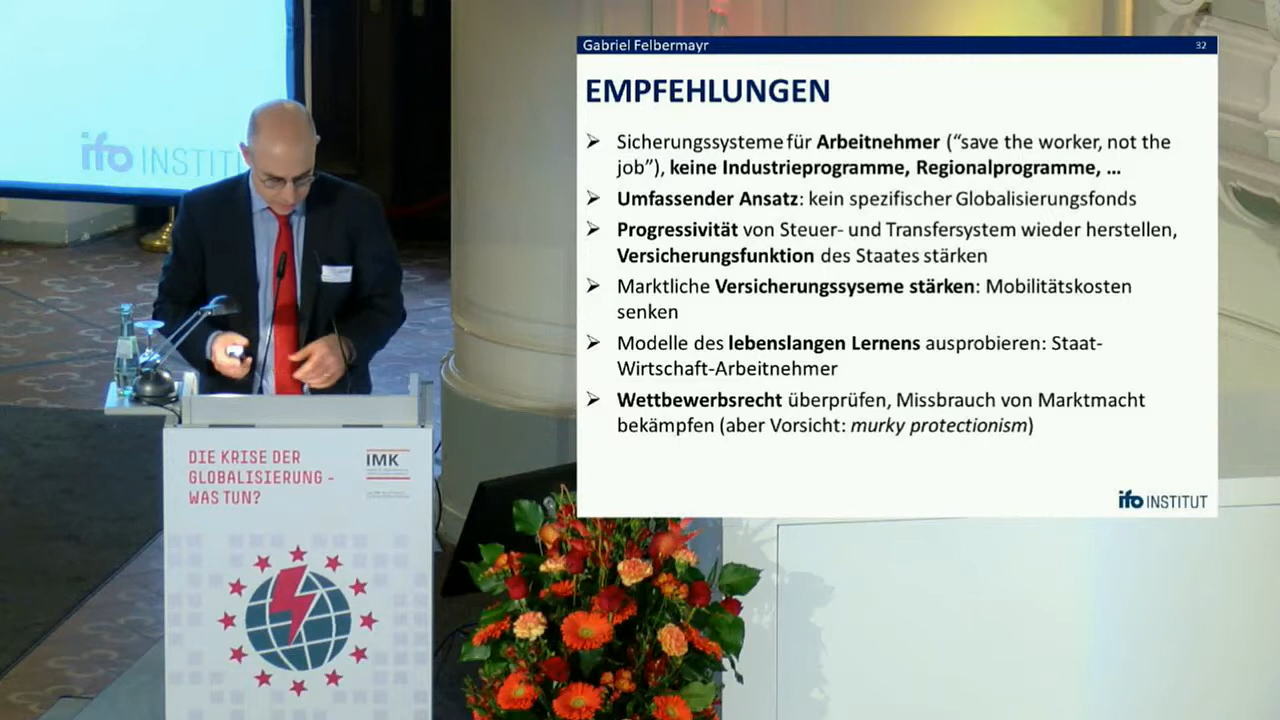 ifo INSTITU
Gabriel Felbermayr
32
EMPFEHLUNGEN
Sicherungssysteme für Arbeitnehmer (“save the worker, not the
job”), keine Industrieprogramme, Regionalprogramme, ...
Umfassender Ansatz: kein spezifischer Globalisierungsfonds
Progressivität von Steuer- und Transfersystem wieder herstellen,
Versicherungsfunktion des Staates stärken
Marktliche Versicherungssyseme stärken: Mobilitätskosten
senken
Modelle des lebenslangen Lernens ausprobieren: Staat-
Wirtschaft-Arbeitnehmer
Wettbewerbsrecht überprüfen, Missbrauch von Marktmacht
bekämpfen (aber Vorsicht: murky protectionism)
ifo INSTITUT
DIE KRISE DER
GLOBALISIERUNG -
WAS TUN?
IMK